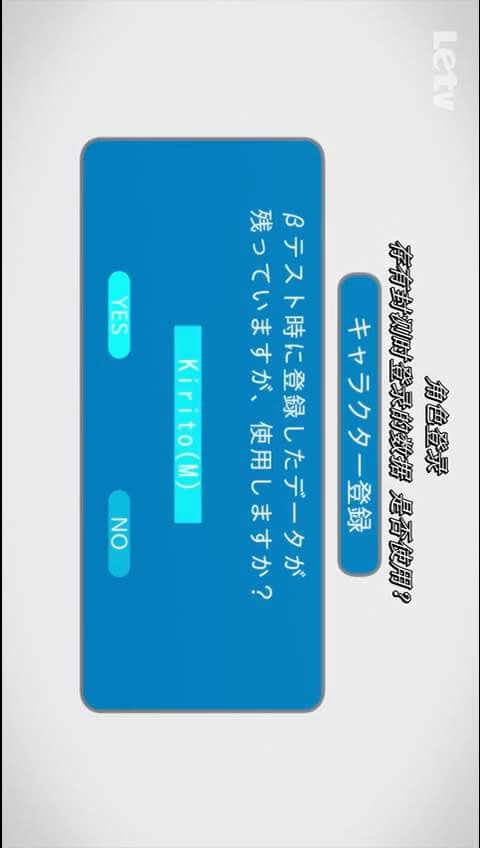 Letv
角色登录
存有封测时登录的数据 是否使用?
キャラクター登録
βテスト時に登録したデータが
残っていますが、使用しますか?
Kirito(M)
YES
NO